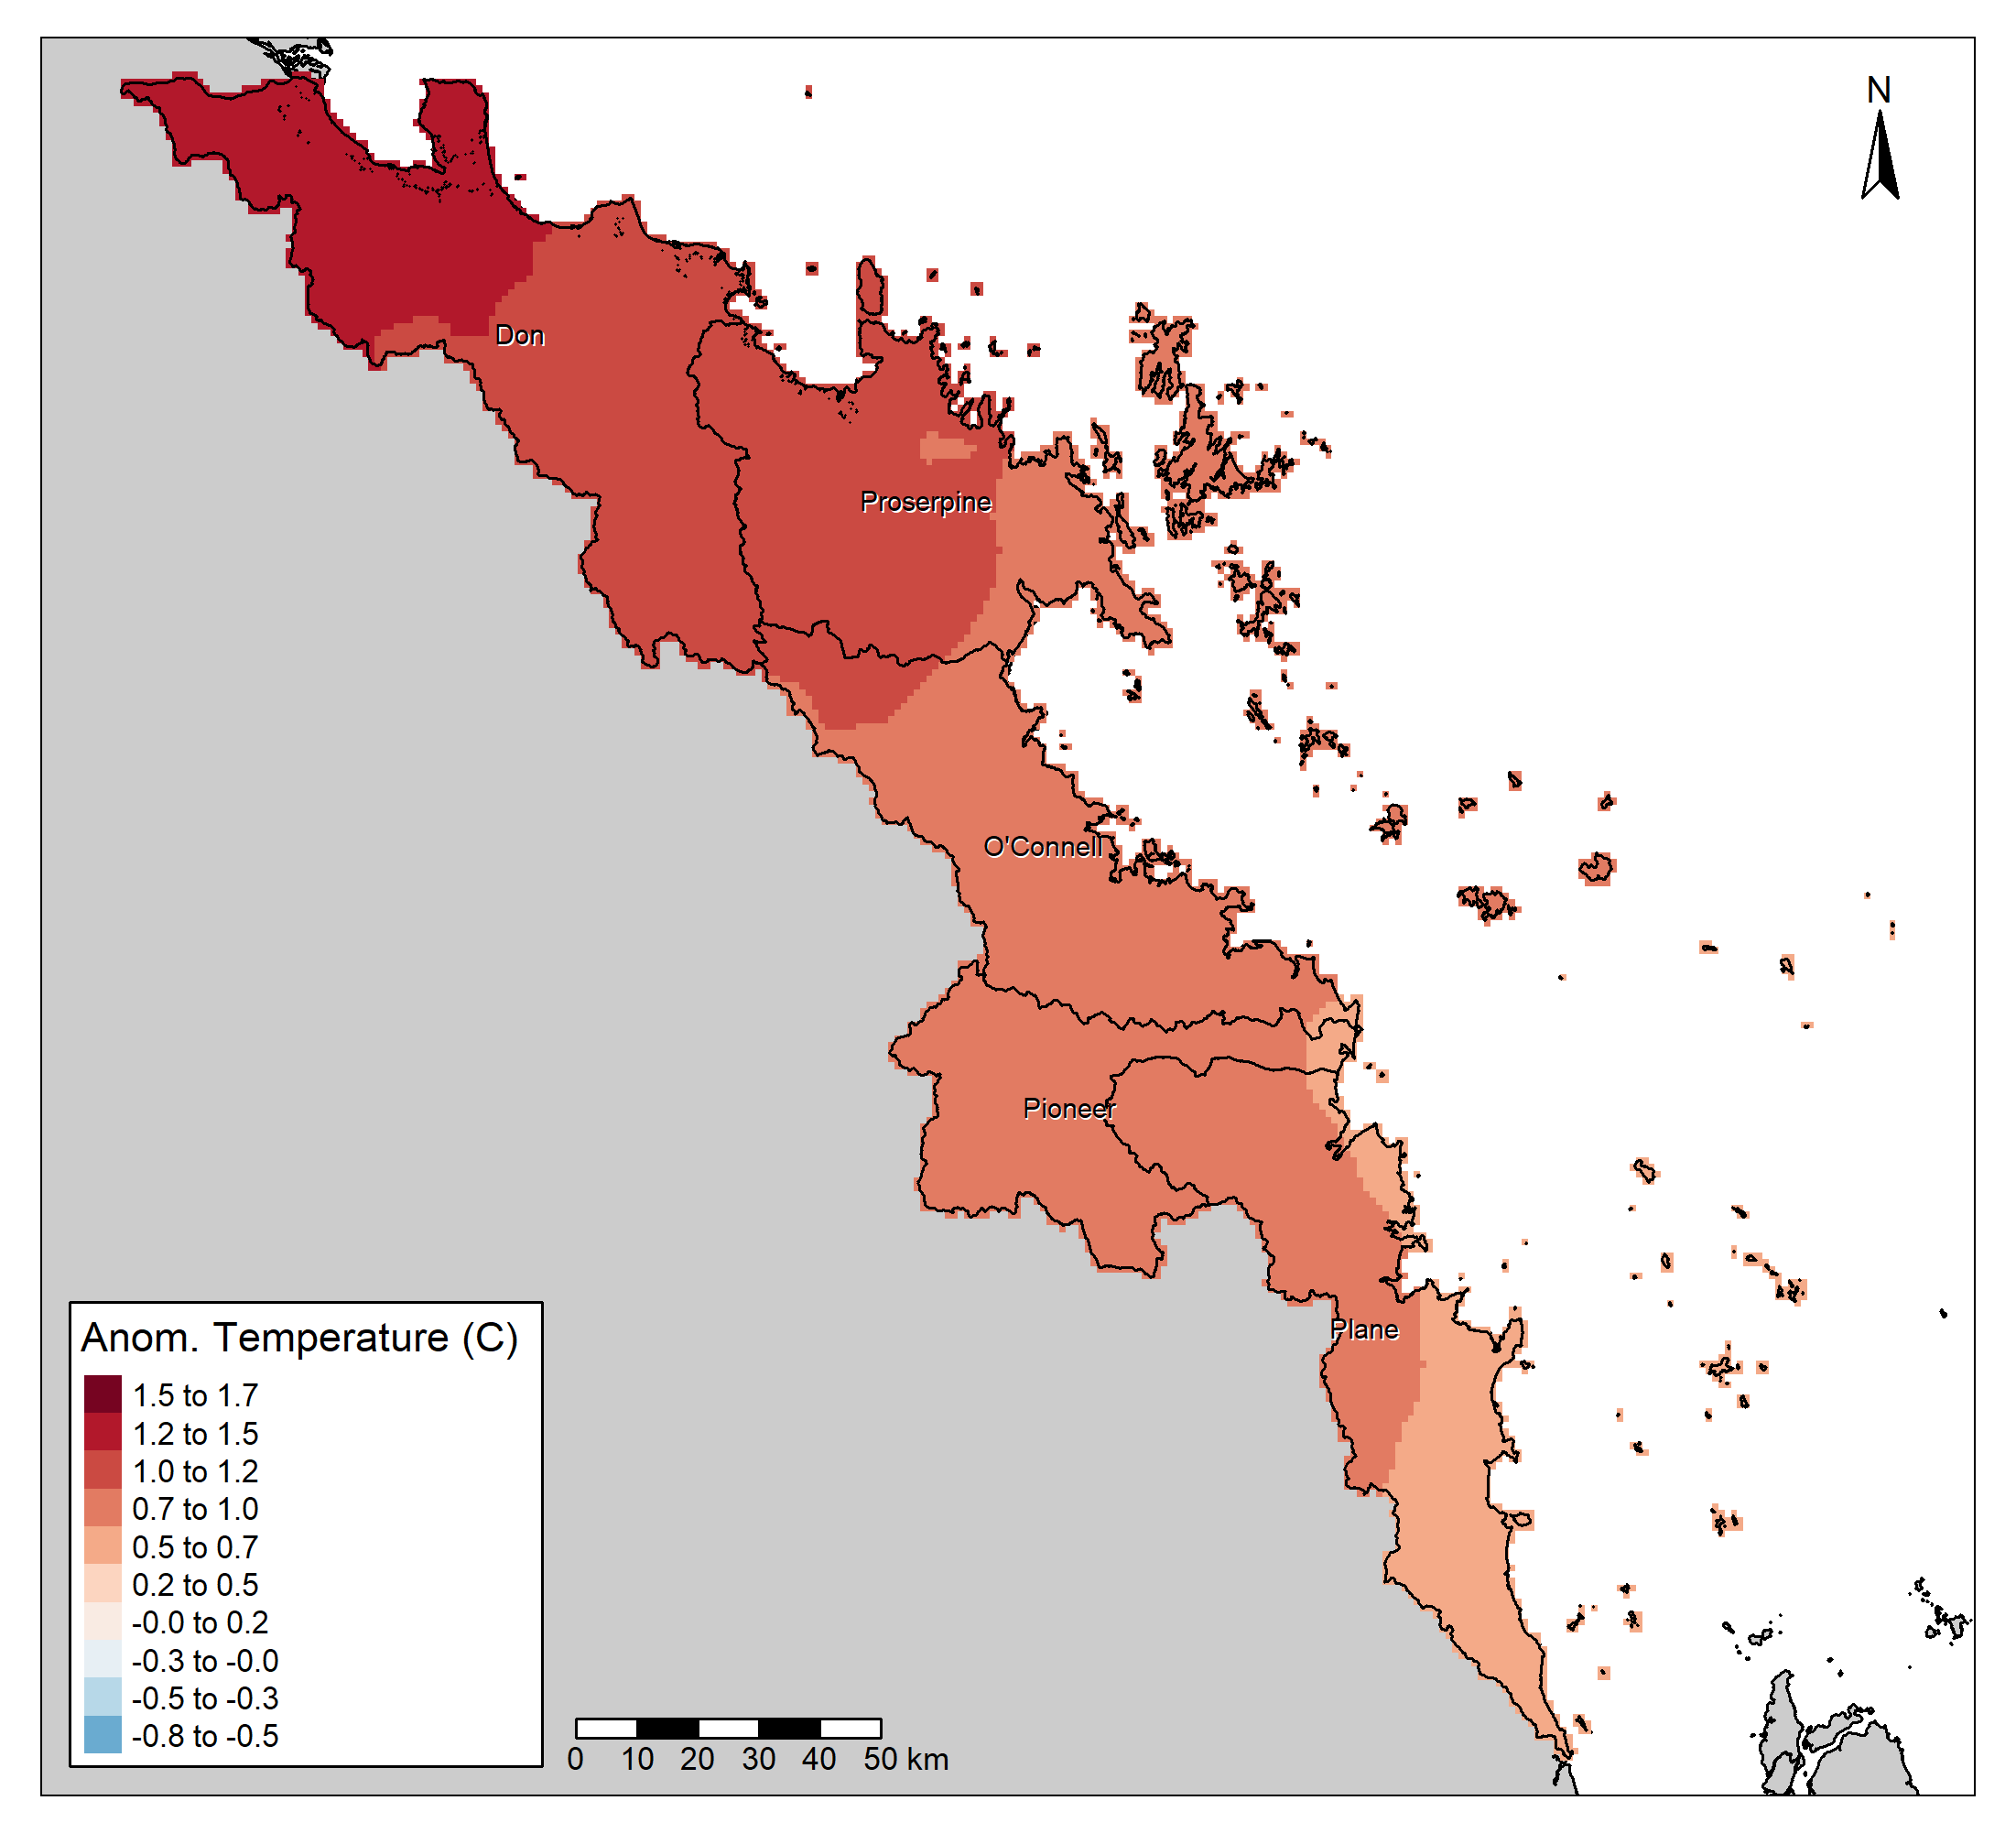 N
Don
Proserpine
O'Connell
Pioneer
Plane
Anom. Temperature (C)
1.5 to 1.7
1.2 to 1.5
1.0 to 1.2
0.7 to 1.0
0.5 to 0.7
0.2 to 0.5
-0.0 to 0.2
-0.3 to -0.0
-0.5 to -0.3
-0.8 to -0.5
0 10 20 30 40 50 km